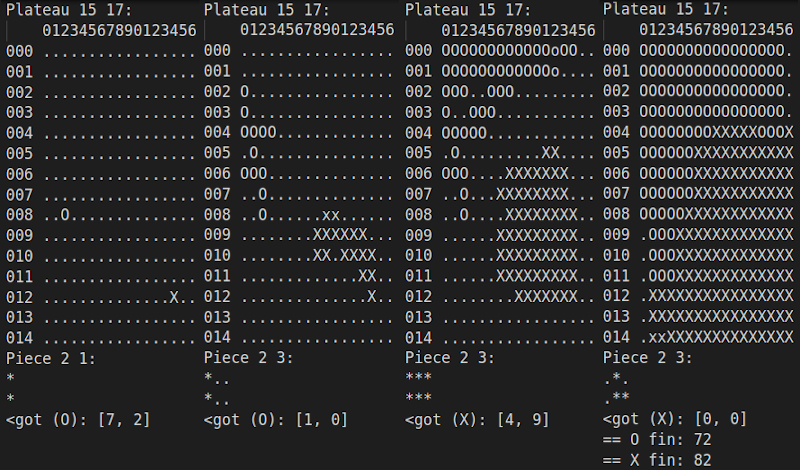 Plateau 15 17:
    01234567890123456
000 .................
001 .................
002 .................
003 .................
004 .................
005 .................
006 .................
007 .................
008 ..O..............
009 .................
010 .................
011 .................
012 ..............X..
013 .................
014 .................
Piece 2 1:
*
*
<got (O): [7, 2]
Plateau 15 17:
    01234567890123456
000 .................
001 .................
002 O................
003 O................
004 OOOO.............
005 .O...............
006 OOO..............
007 ..O..............
008 ..O......xx......
009 ........XXXXXX...
010 ........XX.XXXX..
011 .............XX..
012 ..............X..
013 .................
014 .................
Piece 2 3:
*..
*..
<got (O): [1, 0]
Plateau 15 17:
    01234567890123456
000 OOOOOOOOOOOOoOO..
001 OOOOOOOOOOOOo....
002 OOO..OOO.........
003 O..OOO...........
004 OOOOO............
005 .O.........XX....
006 OOO....XXXXXXX...
007 ..O...XXXXXXXX...
008 ..O....XXXXXXXX..
009 ......XXXXXXXXX..
010 ......XXXXXXXXX..
011 ......XXXXXXXXX..
012 ........XXXXXXX..
013 .................
014 .................
Piece 2 3:
***
***
<got (X): [4, 9]
Plateau 15 17:
    01234567890123456
000 OOOOOOOOOOOOOOOO.
001 OOOOOOOOOOOOOOOO.
002 OOOOOOOOOOOOOOOO.
003 OOOOOOOOOOOOOOOO.
004 OOOOOOOOXXXXXOOOX
005 OOOOOOXXXXXXXXXXX
006 OOOOOOXXXXXXXXXXX
007 OOOOOOXXXXXXXXXXX
008 OOOOOXXXXXXXXXXXX
009 .OOOXXXXXXXXXXXXX
010 .OOOXXXXXXXXXXXXX
011 .OOOXXXXXXXXXXXXX
012 .XXXXXXXXXXXXXXXX
013 .XXXXXXXXXXXXXXXX
014 .xxXXXXXXXXXXXXXX
Piece 2 3:
.*.
.**
<got (X): [0, 0]
== O fin: 72
== X fin: 82